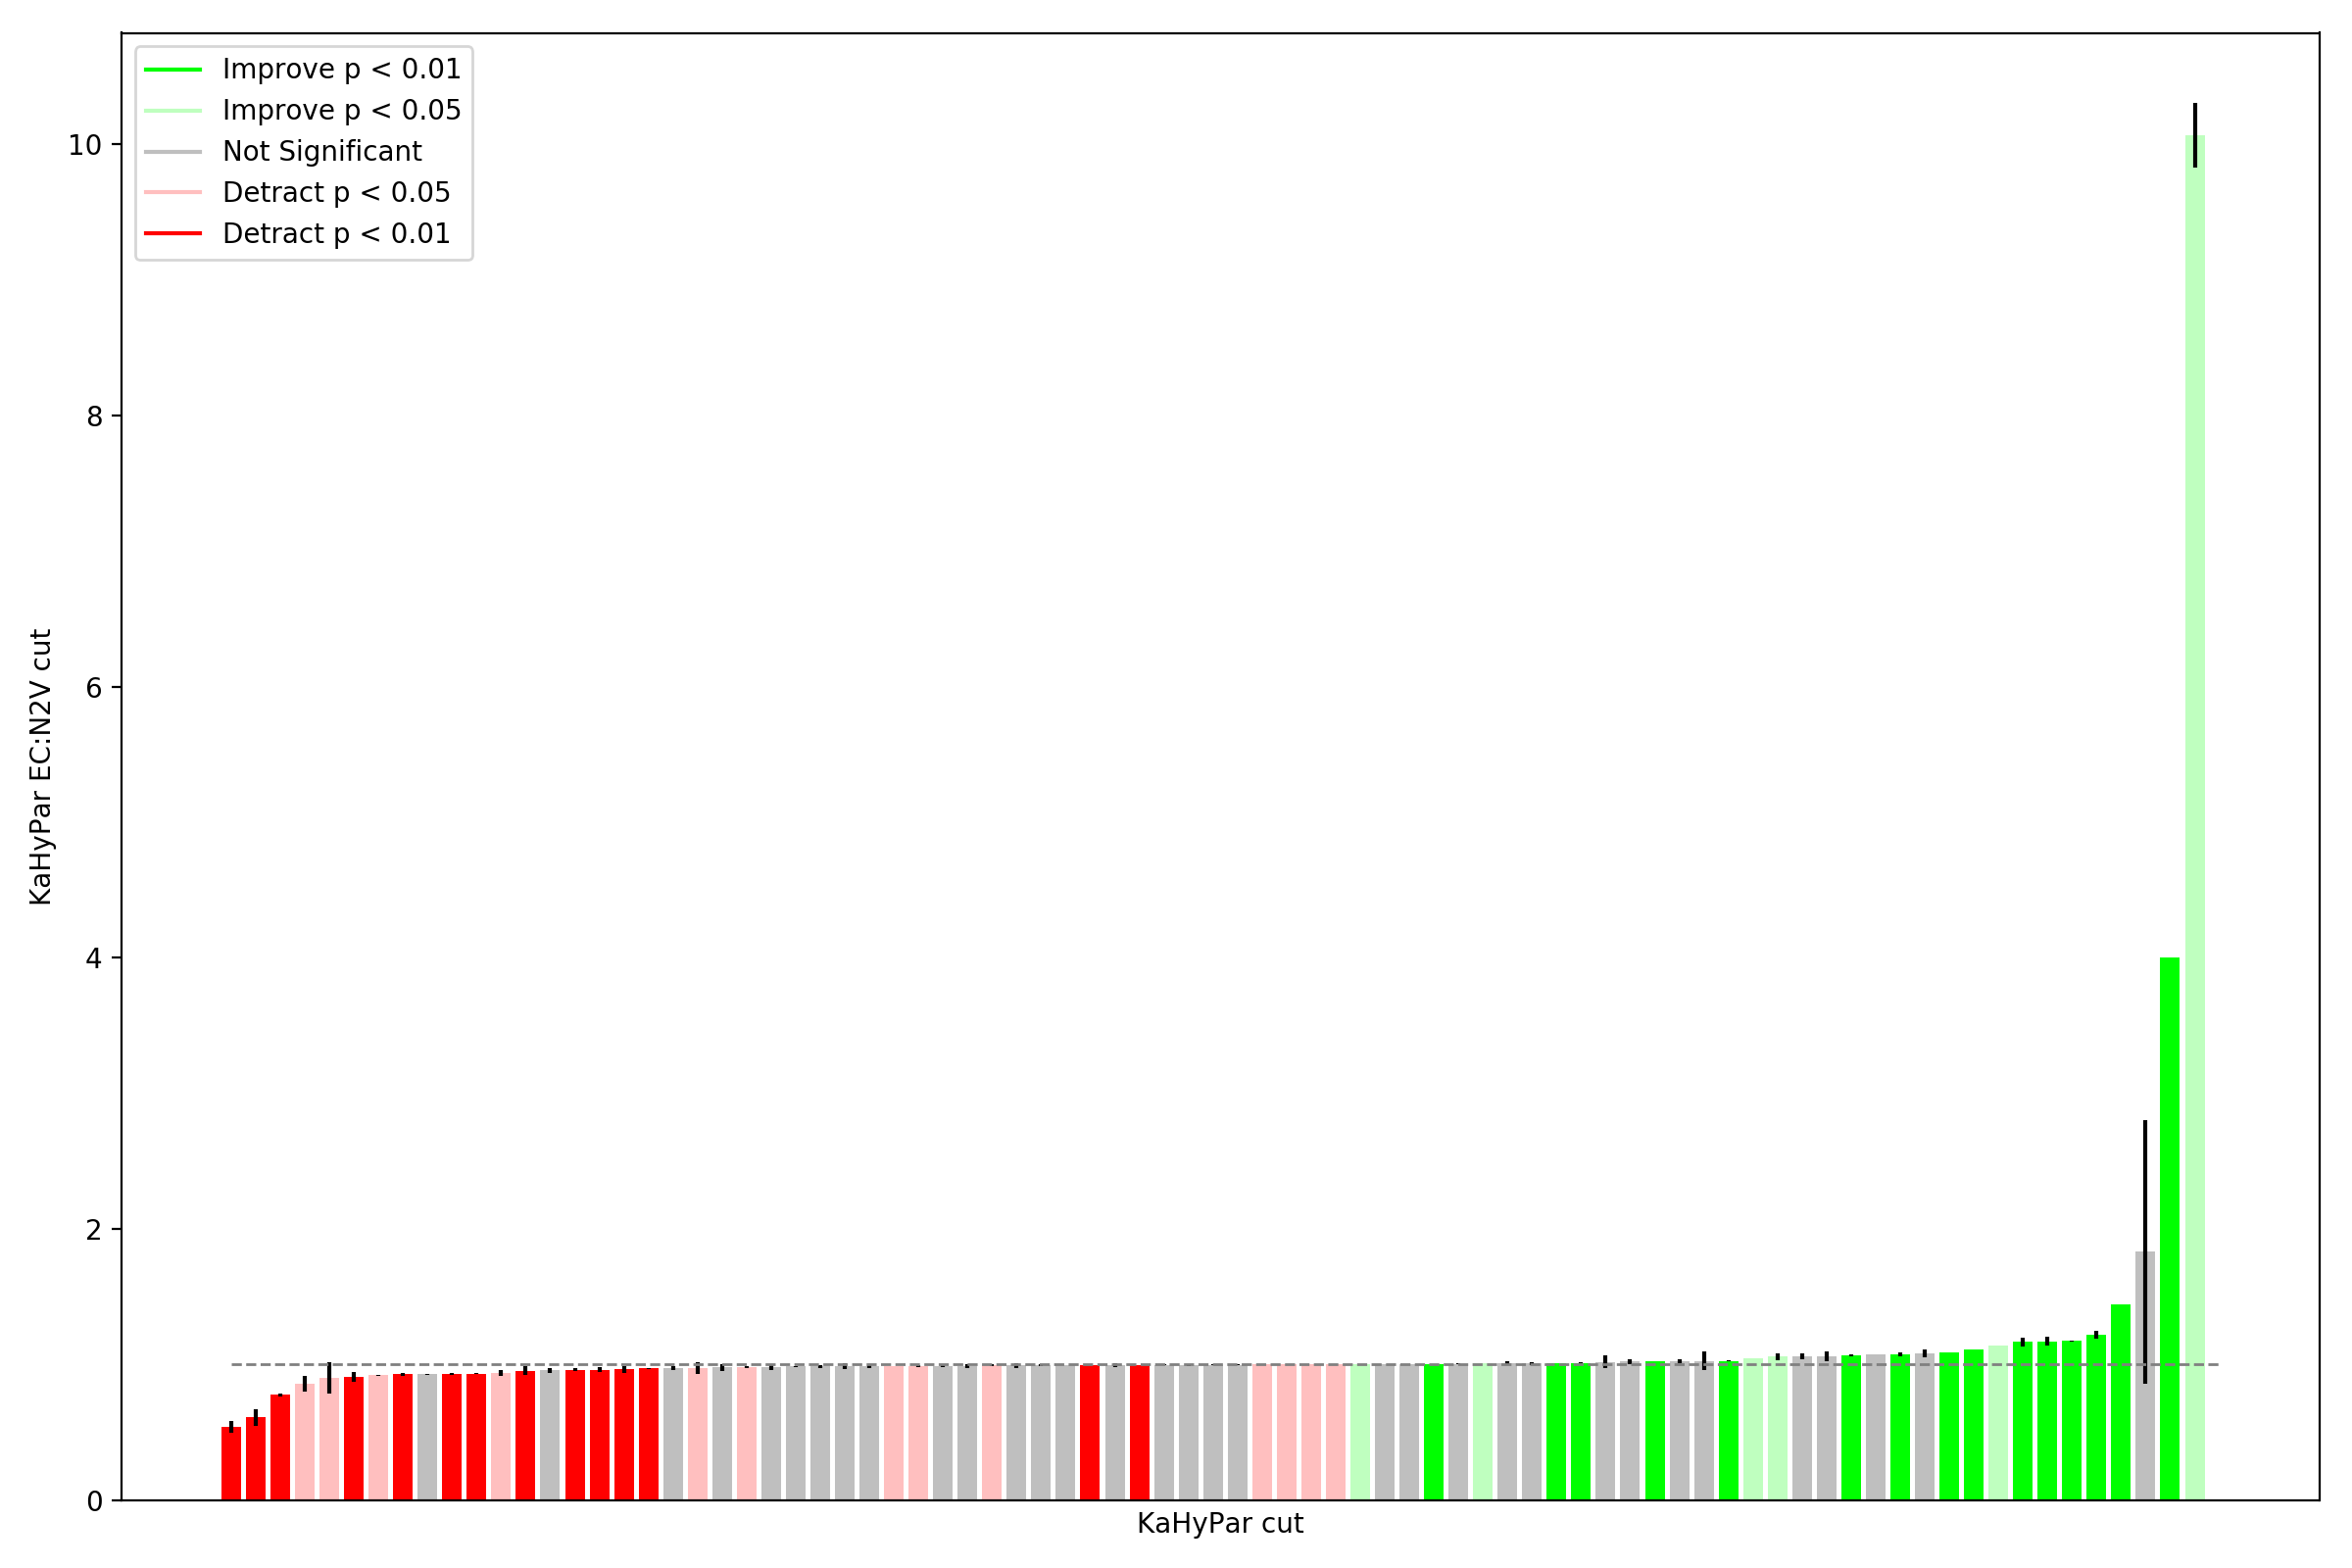 Improve p < 0.01
Improve p < 0.05
Not Significant
Detract p < 0.05
Detract p < 0.01
10
8
6
4
2
0
KaHyPar EC:N2V cut
KaHyPar cut